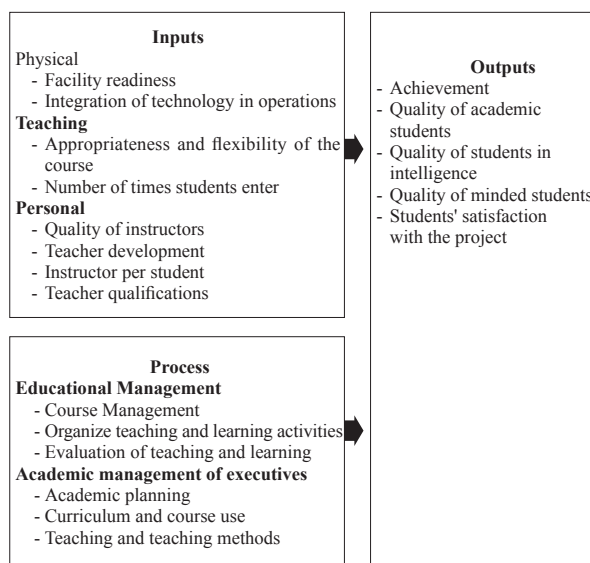 Inputs
Physical
- Facility readiness
- Integration of technology in operations
Teaching
- Appropriateness and flexibility of the
course
- Number of times students enter
Personal
- Quality of instructors
- Teacher development
- Instructor per student
- Teacher qualifications
Process
Educational Management
- Course Management
- Organize teaching and learning activities
- Evaluation of teaching and learning
Academic management of executives
- Academic planning
- Curriculum and course use
- Teaching and teaching methods
Outputs
- Achievement
- Quality of academic
students
- Quality of students in
intelligence
- Quality of minded students
- Students' satisfaction
with the project